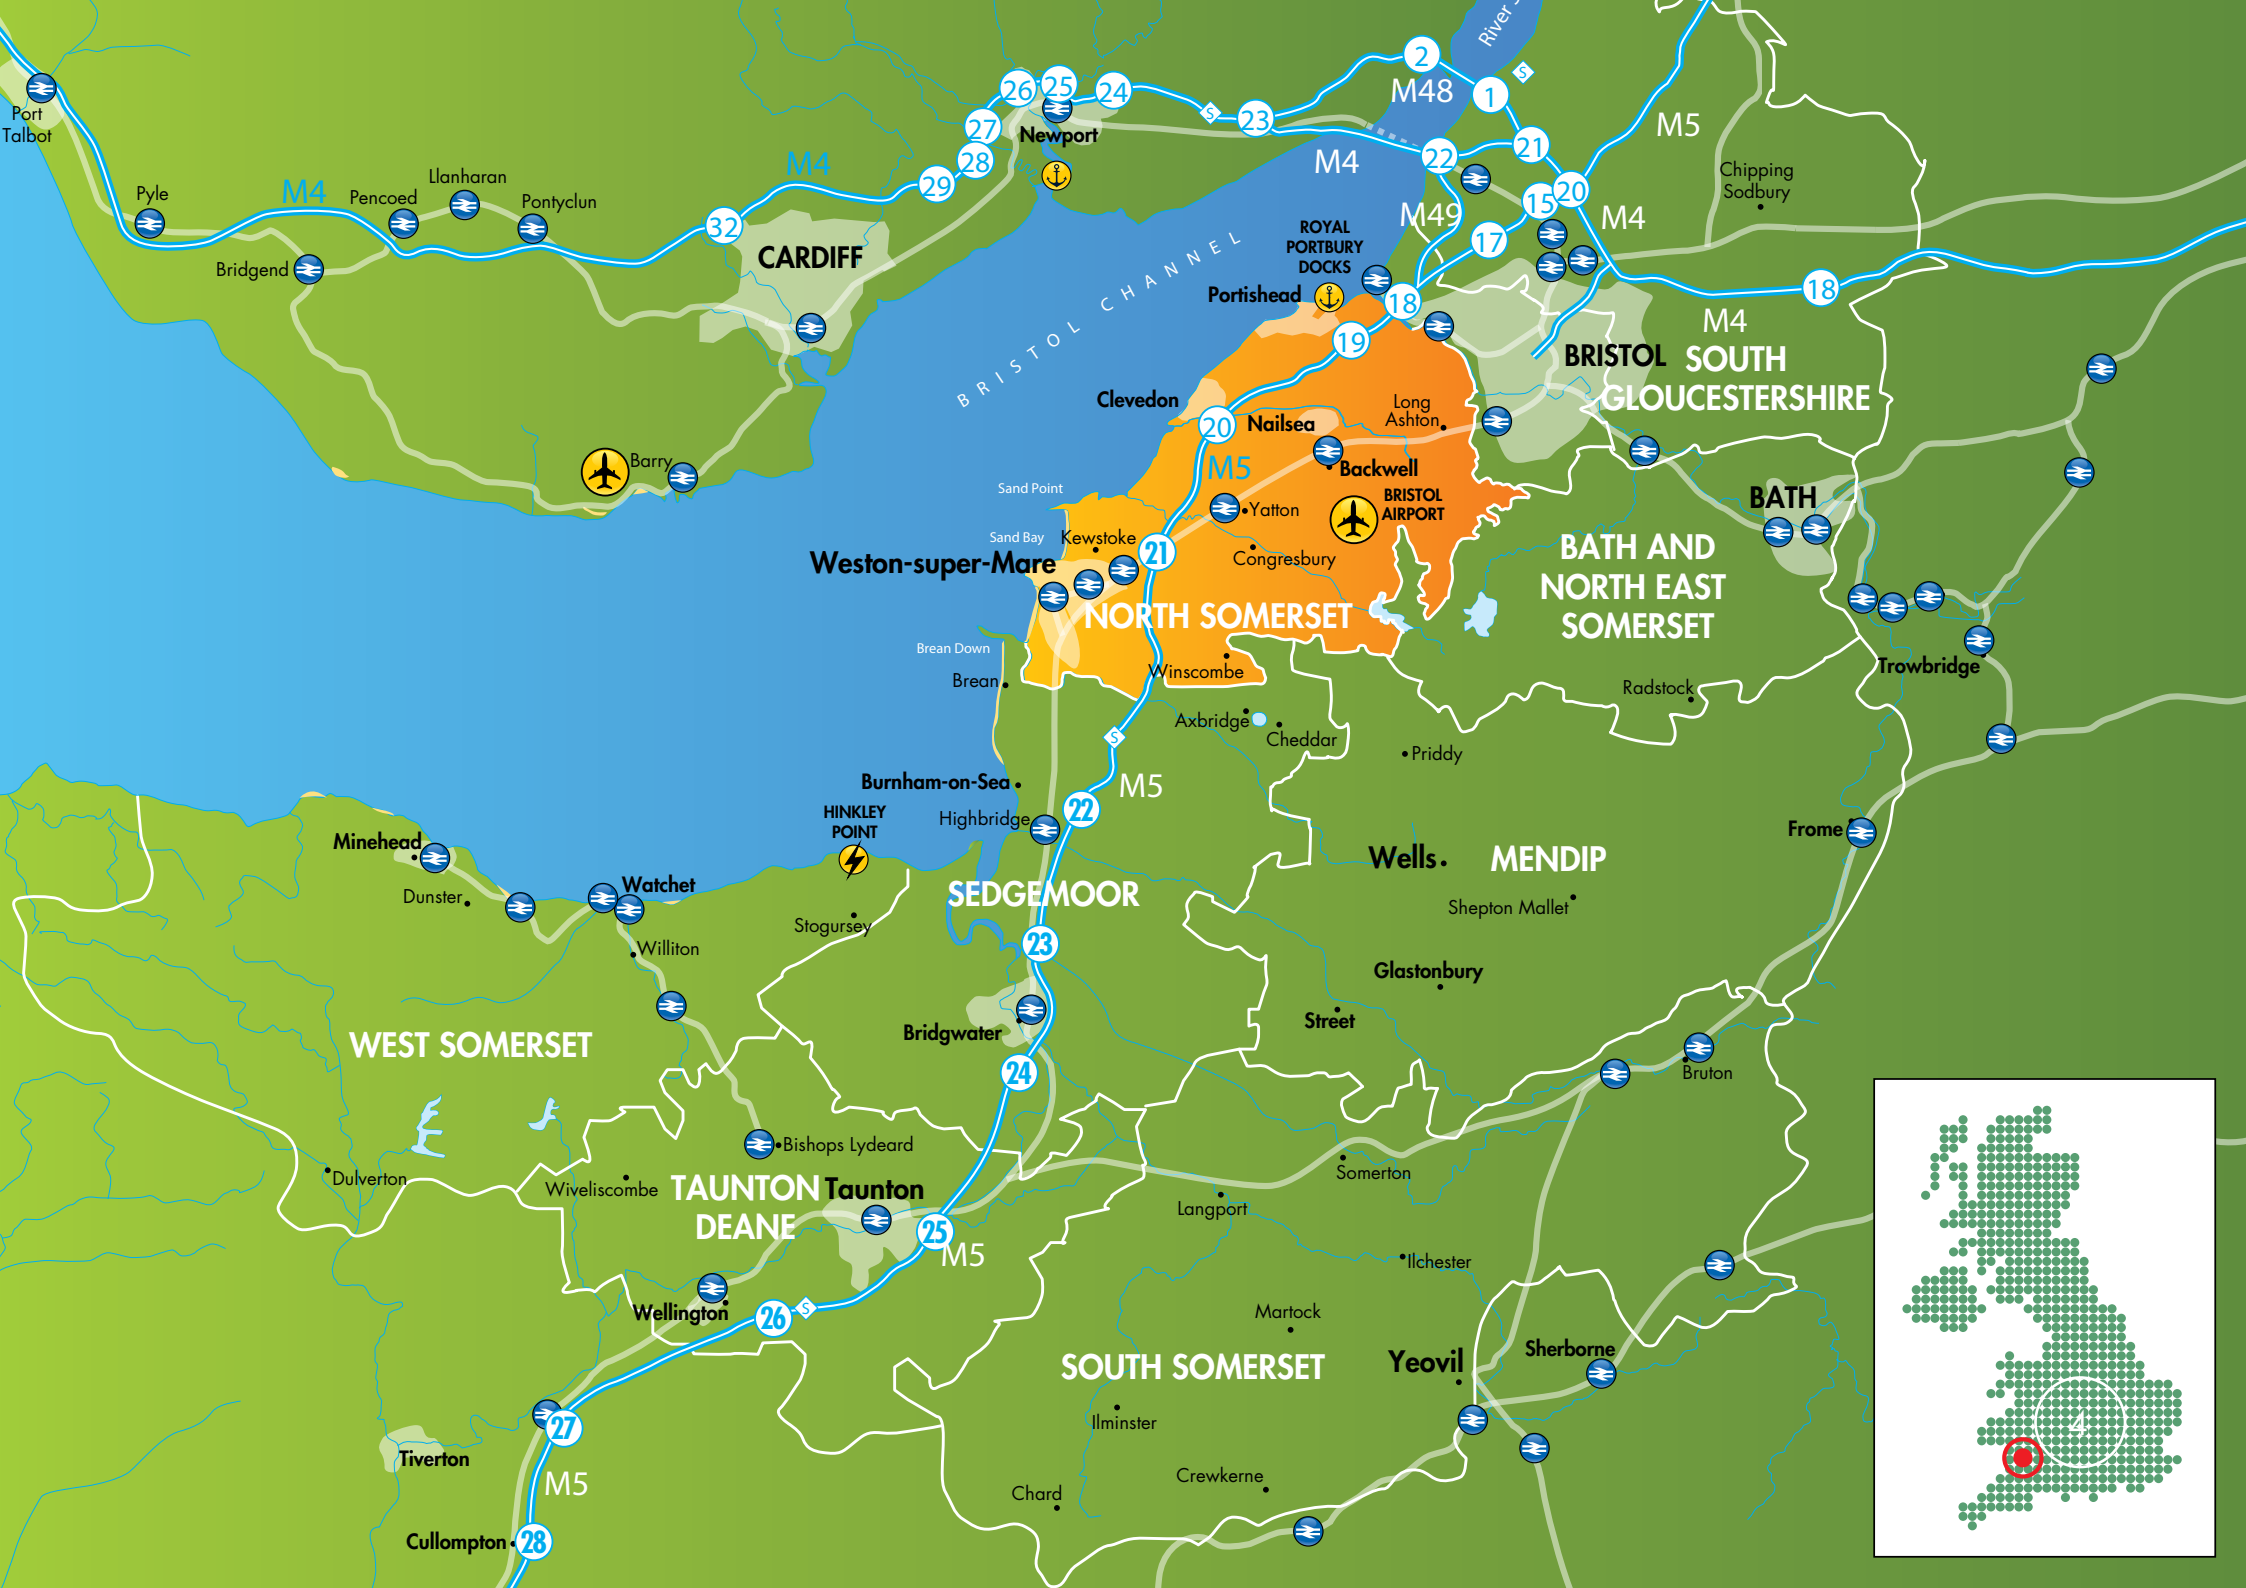 River
2
M48
1
S
M5
26
25
24
S
23
27
Newport
28
29
M4
22
21
M4
20
15
M49
M4
17
18
M4
Chipping
Sodbury
Port
Talbot
Pyle
M4
Pencoed
Llanharan
Pontyclun
Bridgend
32
CARDIFF
Barry
BRISTOL CHANNEL
ROYAL
PORTBURY
DOCKS
Portishead
18
19
BRISTOL
SOUTH
GLOUCESTERSHIRE
Clevedon
20
Nailsea
Long
Ashton
M5
Backwell
BRISTOL
AIRPORT
BATH
Sand Point
Yatton
Sand Bay
Kewstoke
21
Congresbury
Weston-super-Mare
NORTH SOMERSET
BATH AND
NORTH EAST
SOMERSET
Brean Down
Brean
Winscombe
Trowbridge
Radstock
Axbridge
Cheddar
Priddy
S
M5
Burnham-on-Sea
22
Highbridge
HINKLEY
POINT
Minehead
Dunster
Watchet
Williton
Stogursey
SEDGEMOOR
23
Wells
MENDIP
Frome
Shepton Mallet
Glastonbury
Street
Bridgwater
24
WEST SOMERSET
Bruton
Bishops Lydeard
Dulverton
Wiveliscombe
TAUNTON
DEANE
Taunton
25
M5
Somerton
Langport
Ilchester
Wellington
26
S
Martock
SOUTH SOMERSET
Yeovil
Sherborne
Ilminster
27
Tiverton
M5
Crewkerne
Chard
Cullompton
28
4